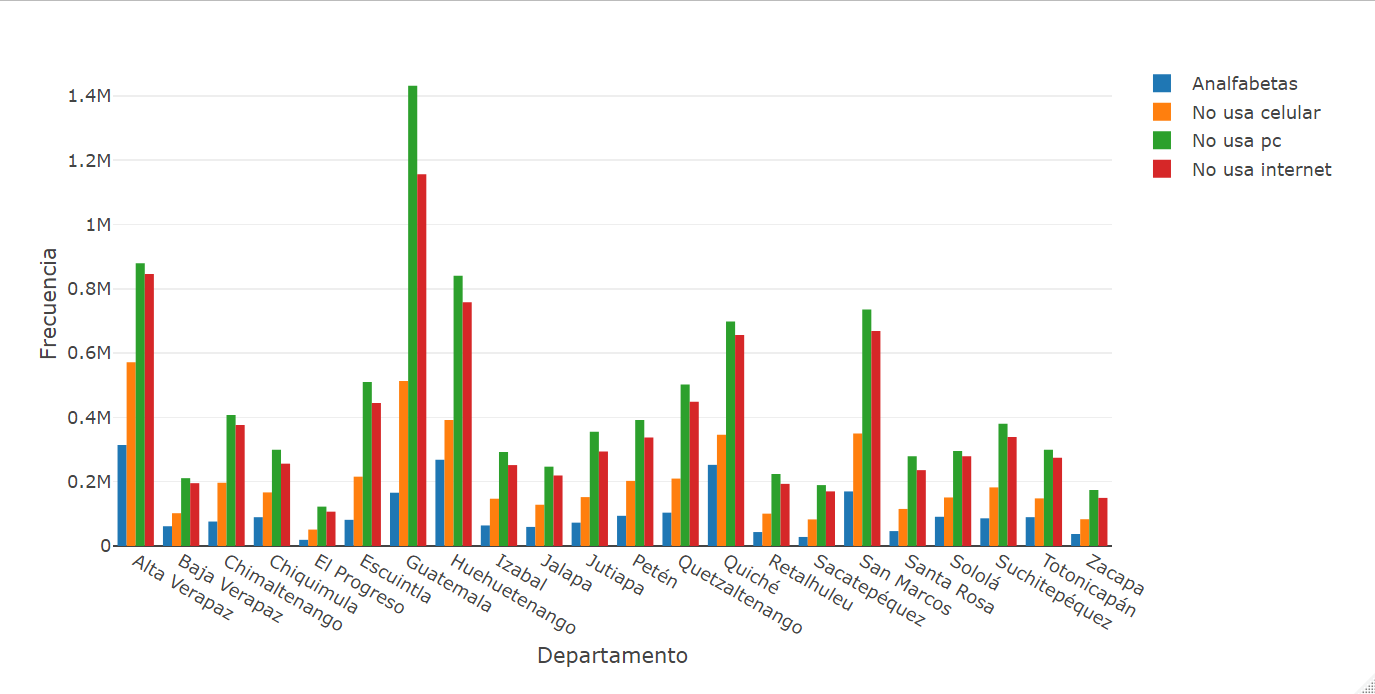 Analfabetas
No usa celular
No usa pc
No usa internet
Frecuencia
1.4M
1.2M
1M
0.8M
0.6M
0.4M
0.2M
0
Alta Verapaz
Baja Verapaz
Chimaltenango
Chiquimula
El Progreso
Escuintla
Guatemala
Huehuetenango
Izabal
Jalapa
Jutiapa
Petén
Quetzaltenango
Quiché
Retalhuleu
Sacatepéquez
San Marcos
Santa Rosa
Sololá
Suchitepéquez
Totonicapán
Zacapa
Departamento